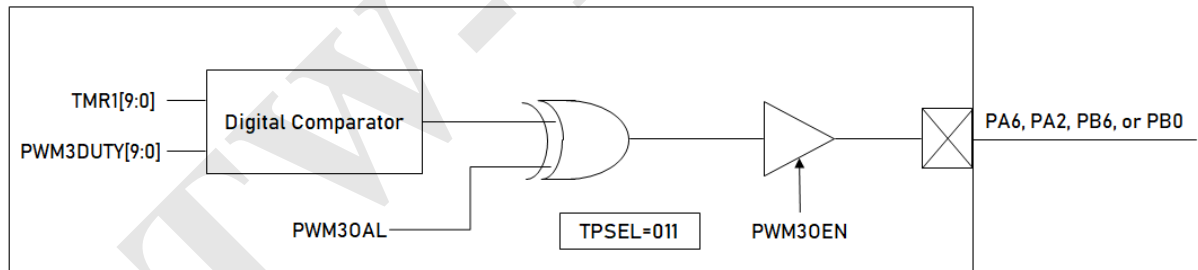 TMR1[9:0]
PWM3DUTY[9:0]
Digital Comparator
PWM3OAL
TPSEL=011
PWM3OEN
PA6, PA2, PB6, or PB0